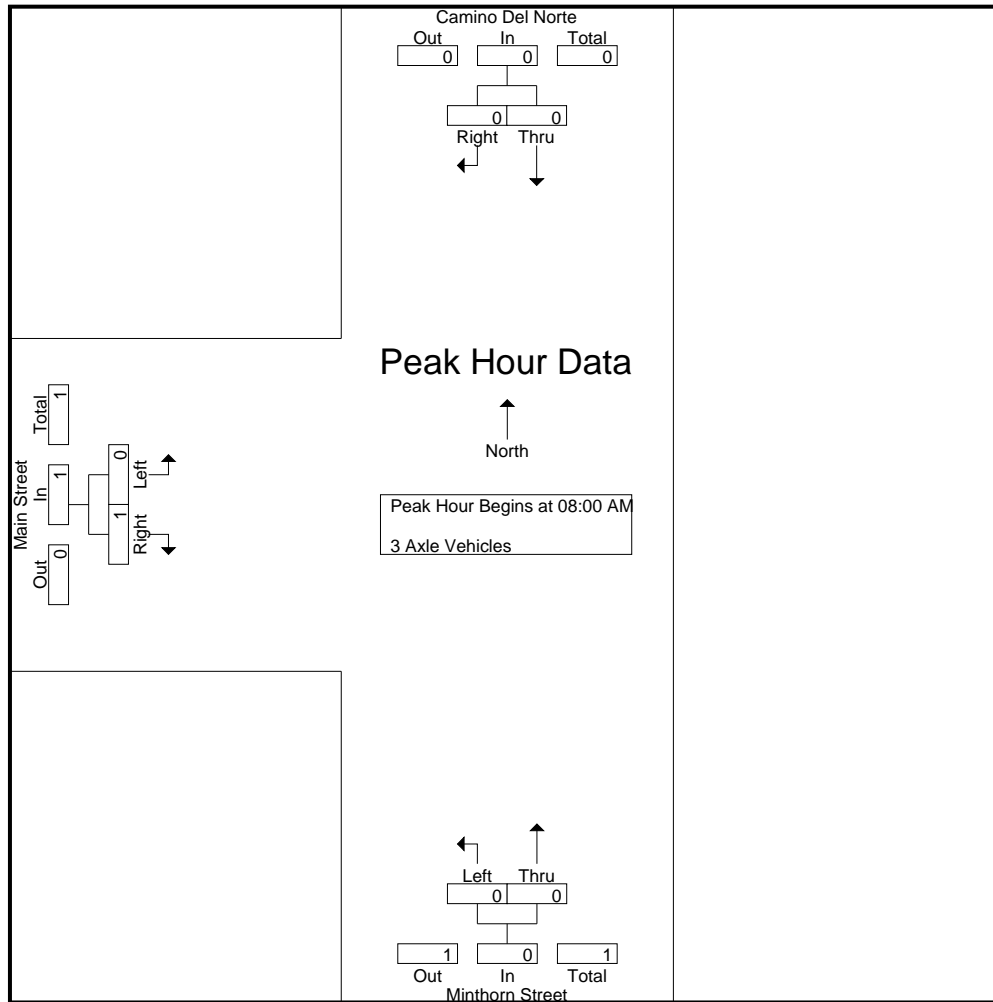 Camino Del Norte
Out In Total
0 0 0
0 0
Right Thru
Peak Hour Data
North
Peak Hour Begins at 08:00 AM
3 Axle Vehicles
Main Street
Out In Total
0 1 1
1 0
Right Left
Left Thru
0 0
1 0 1
Out In Total
Minthorn Street